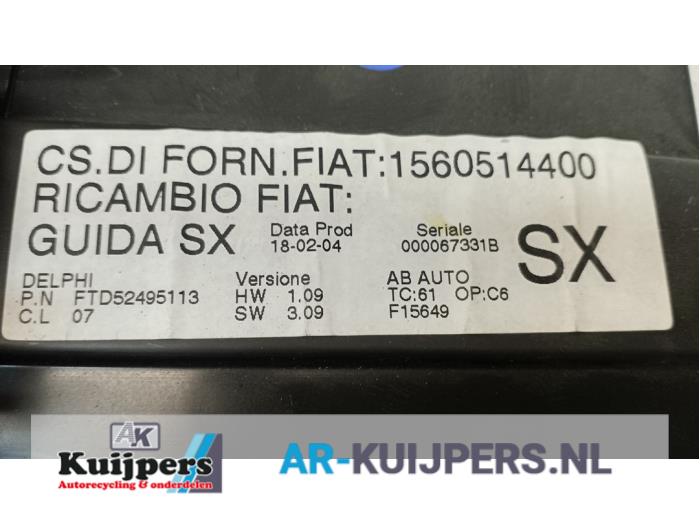 CS.DI FORN.FIAT:1560514400
RICAMBIO FIAT:
GUIDA SX Data Prod 18-02-04 Seriale 000067331B SX
DELPHI Versione AB AUTO
P.N FTD52495113 HW 1.09 TC:61 OP:C6
C.L 07 SW 3.09 F15649
AK
Kuijpers
Autorecycling & onderdelen
AR-KUIJPERS.NL